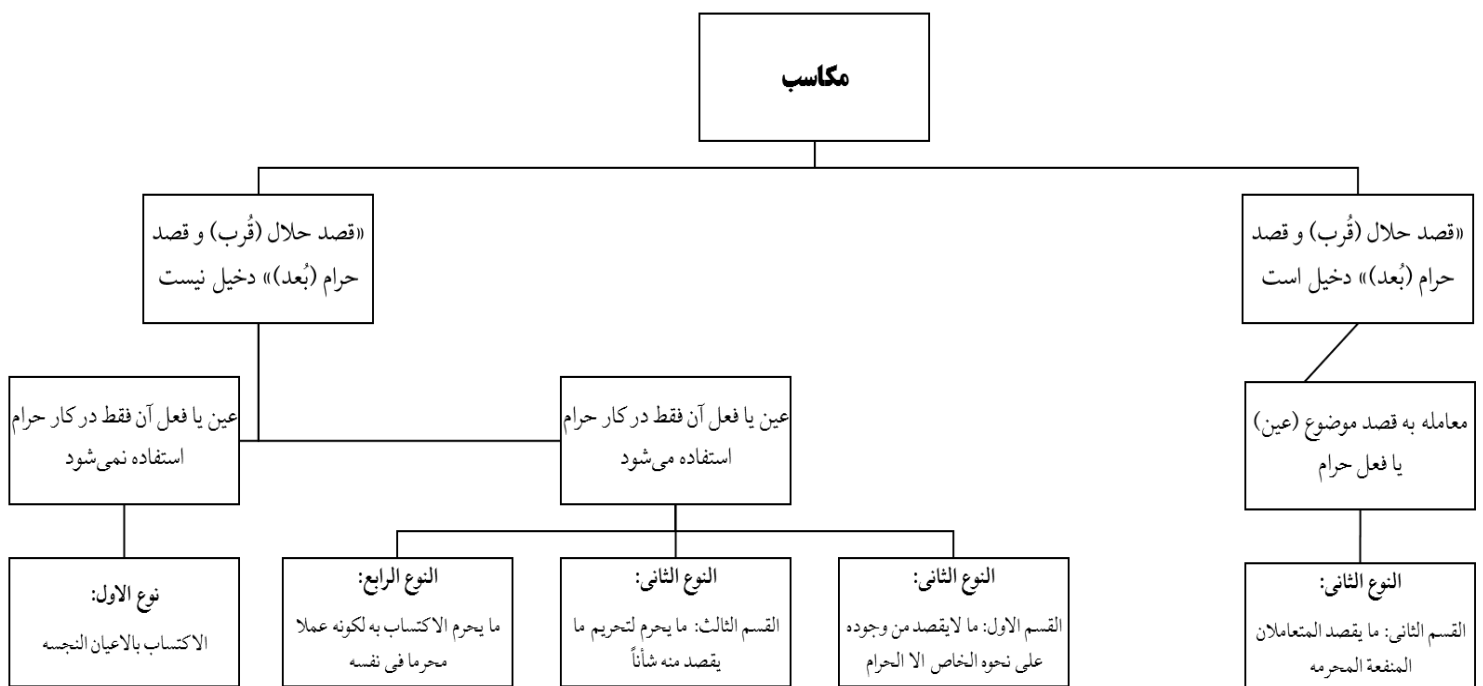 مکاسب
«قصد حلال (قُرب) و قصد
حرام (بُعد)» دخیل است
«قصد حلال (قُرب) و قصد
حرام (بُعد)» دخیل نیست
معامله به قصد موضوع (عین)
یا فعل حرام
عین یا فعل آن فقط در کار حرام
استفاده می‌شود
عین یا فعل آن فقط در کار حرام
استفاده نمی‌شود
النوع الثانی:
القسم الثانی: ما یقصد المتعاملان
المنفعة المحرمه
النوع الثانی:
القسم الاول: ما لایقصد من وجوده
علی نحوه الخاص الا الحرام
النوع الثانی:
القسم الثالث: ما یحرم لتحریم ما
یقصد منه شأناً
النوع الرابع:
ما یحرم الاکتساب به لکونه عملا
محرما فی نفسه
نوع الاول:
الاکتساب بالاعیان النجسه